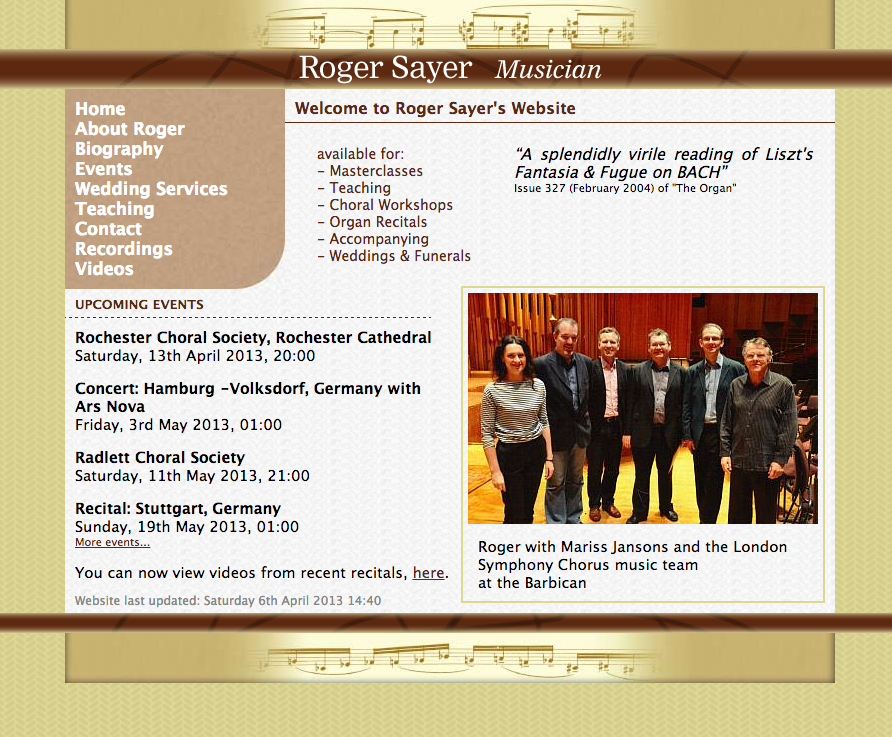 Roger Sayer Musician
Home
About Roger
Biography
Events
Wedding Services
Teaching
Contact
Recordings
Videos
Welcome to Roger Sayer's Website
available for:
- Masterclasses
- Teaching
- Choral Workshops
- Organ Recitals
- Accompanying
- Weddings & Funerals
“A splendidly virile reading of Liszt's
Fantasia & Fugue on BACH”
Issue 327 (February 2004) of "The Organ"
UPCOMING EVENTS
Rochester Choral Society, Rochester Cathedral
Saturday, 13th April 2013, 20:00
Concert: Hamburg -Volksdorf, Germany with
Ars Nova
Friday, 3rd May 2013, 01:00
Radlett Choral Society
Saturday, 11th May 2013, 21:00
Recital: Stuttgart, Germany
Sunday, 19th May 2013, 01:00
More events...
You can now view videos from recent recitals, here.
Website last updated: Saturday 6th April 2013 14:40
Roger with Mariss Jansons and the London
Symphony Chorus music team
at the Barbican